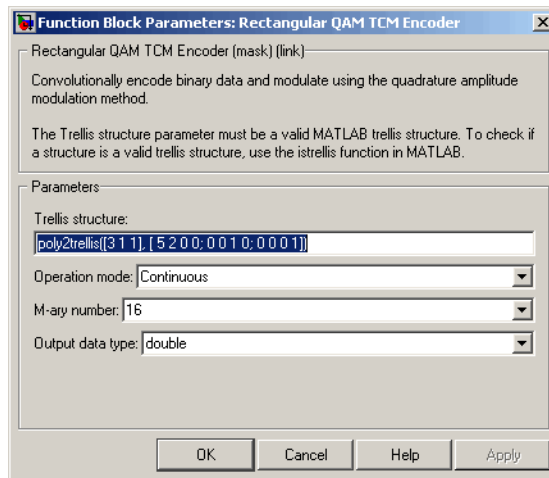 Function Block Parameters: Rectangular QAM TCM Encoder
Rectangular QAM TCM Encoder (mask) (link)
Convolutionally encode binary data and modulate using the quadrature amplitude
modulation method.
The Trellis structure parameter must be a valid MATLAB trellis structure. To check if
a structure is a valid trellis structure, use the istrellis function in MATLAB.
Parameters
Trellis structure:
poly2trellis([3 1 1], [ 5 2 0 0; 0 0 1 0; 0 0 0 1])
Operation mode: Continuous
M-ary number: 16
Output data type: double
OK Cancel Help Apply